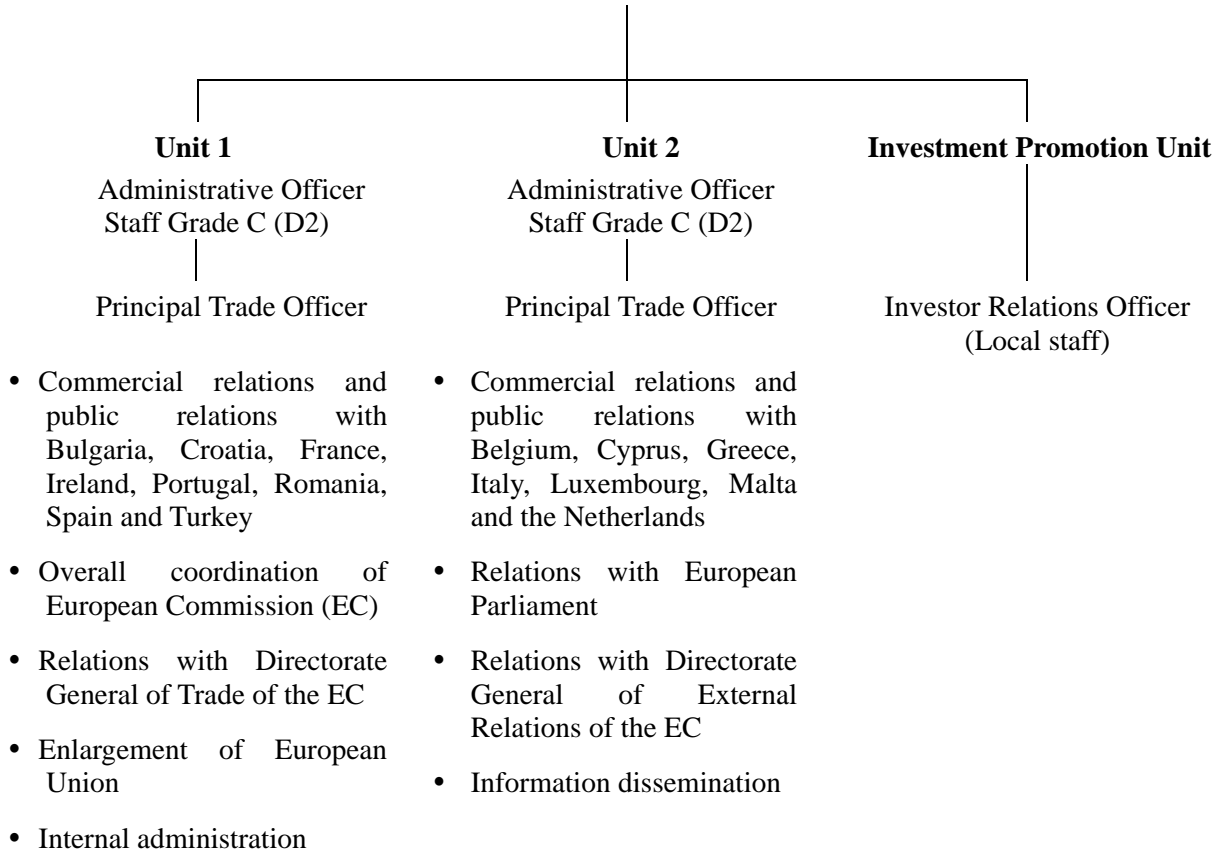 Unit 1
Administrative Officer
Staff Grade C (D2)
Principal Trade Officer
• Commercial relations and
public relations with
Bulgaria, Croatia, France,
Ireland, Portugal, Romania,
Spain and Turkey
• Overall coordination of
European Commission (EC)
• Relations with Directorate
General of Trade of the EC
• Enlargement of European
Union
• Internal administration
Unit 2
Administrative Officer
Staff Grade C (D2)
Principal Trade Officer
• Commercial relations and
public relations with
Belgium, Cyprus, Greece,
Italy, Luxembourg, Malta
and the Netherlands
• Relations with European
Parliament
• Relations with Directorate
General of External
Relations of the EC
• Information dissemination
Investment Promotion Unit
Investor Relations Officer
(Local staff)